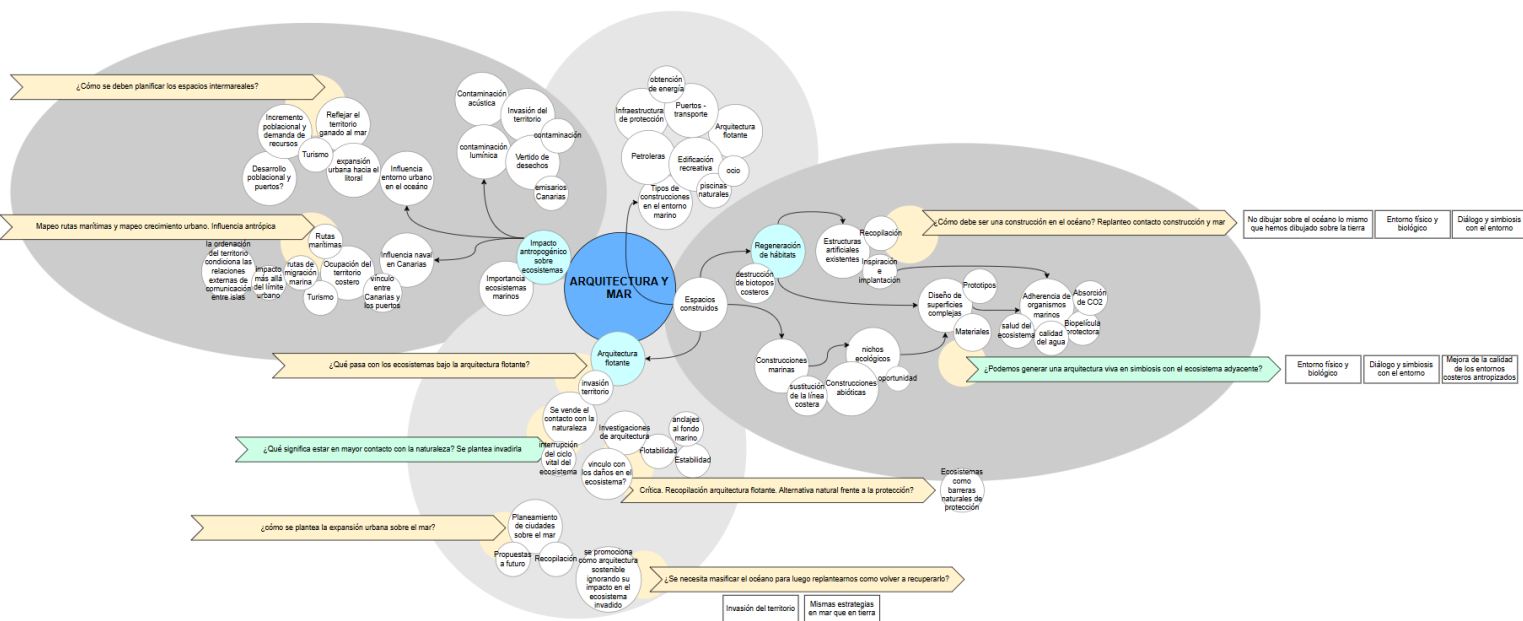 ¿Cómo se deben planificar los espacios intermareales?
Incremento
poblacional y
demanda de
recursos
Reflejar el
territorio
ganado al mar
Turismo
Desarrollo
poblacional y
puertos?
expansión
urbana hacia el
litoral
Influencia
entorno urbano
en el oceáno
Contaminación
acústica
Invasión del
territorio
contaminación
contaminación
lumínica
Vertido de
desechos
emisarios
Canarias
Mapeo rutas marítimas y mapeo crecimiento urbano. Influencia antrópica
Rutas
marítimas
la ordenación
del territorio
condiciona las
relaciones
externas de
comunicación
entre islas
impacto
más allá
del límite
urbano
rutas de
migración
marina
Turismo
Ocupación del
territorio
costero
vínculo
entre
Canarias y
los puertos
Influencia naval
en Canarias
Impacto
antropogénico
sobre
ecosistemas
Importancia
ecosistemas
marinos
ARQUITECTURA Y
MAR
obtención
de energía
Infraestructura
de protección
Puertos -
transporte
Arquitectura
flotante
Petroleras
Edificación
recreativa
ocio
piscinas
naturales
Tipos de
construcciones
en el entorno
marino
Espacios
construidos
Regeneración
de hábitats
destrucción
de biotopos
costeros
Estructuras
artificiales
existentes
Recopilación
Inspiración
e
implantación
¿Cómo debe ser una construcción en el océano? Replanteo contacto construcción y mar
No dibujar sobre el océano lo mismo
que hemos dibujado sobre la tierra
Entorno físico y
biológico
Diálogo y simbiosis
con el entorno
Diseño de
superficies
complejas
Prototipos
Materiales
Adherencia de
organismos
marinos
Absorción
de CO2
salud del
ecosistema
calidad
del agua
Biopelícula
protectora
Construcciones
marinas
sustitución
de la línea
costera
nichos
ecológicos
Construcciones
abióticas
oportunidad
¿Podemos generar una arquitectura viva en simbiosis con el ecosistema adyacente?
Entorno físico y
biológico
Diálogo y simbiosis
con el entorno
Mejora de la calidad
de los entornos
costeros antropizados
Arquitectura
flotante
¿Qué pasa con los ecosistemas bajo la arquitectura flotante?
invasión
territorio
Se vende el
contacto con la
naturaleza
¿Qué significa estar en mayor contacto con la naturaleza? Se plantea invadirla
interrupción
del ciclo
vital del
ecosistema
Investigaciones
de arquitectura
anclajes
al fondo
marino
Flotabilidad
Estabilidad
vínculo con
los daños en el
ecosistema?
Crítica. Recopilación arquitectura flotante. Alternativa natural frente a la protección?
Ecosistemas
como
barreras
naturales de
protección
¿cómo se plantea la expansión urbana sobre el mar?
Planeamiento
de ciudades
sobre el mar
Propuestas
a futuro
Recopilación
se promociona
como arquitectura
sostenible
ignorando su
impacto en el
ecosistema
invadido
¿Se necesita masificar el océano para luego replantearnos como volver a recuperarlo?
Invasión del territorio
Mismas estrategias
en mar que en tierra